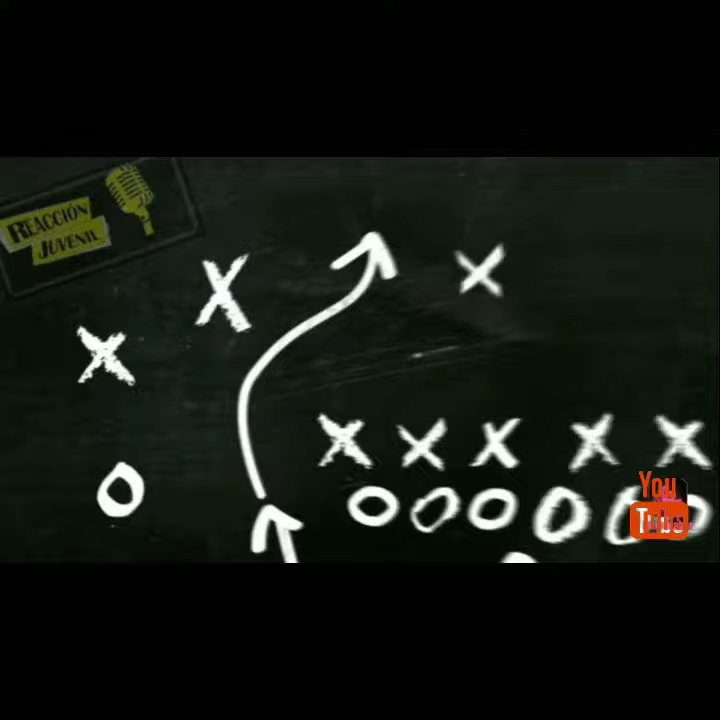 REACCIÓN
JUVENIL
X X X
X X X X X
O O O O O O O
You
Tube